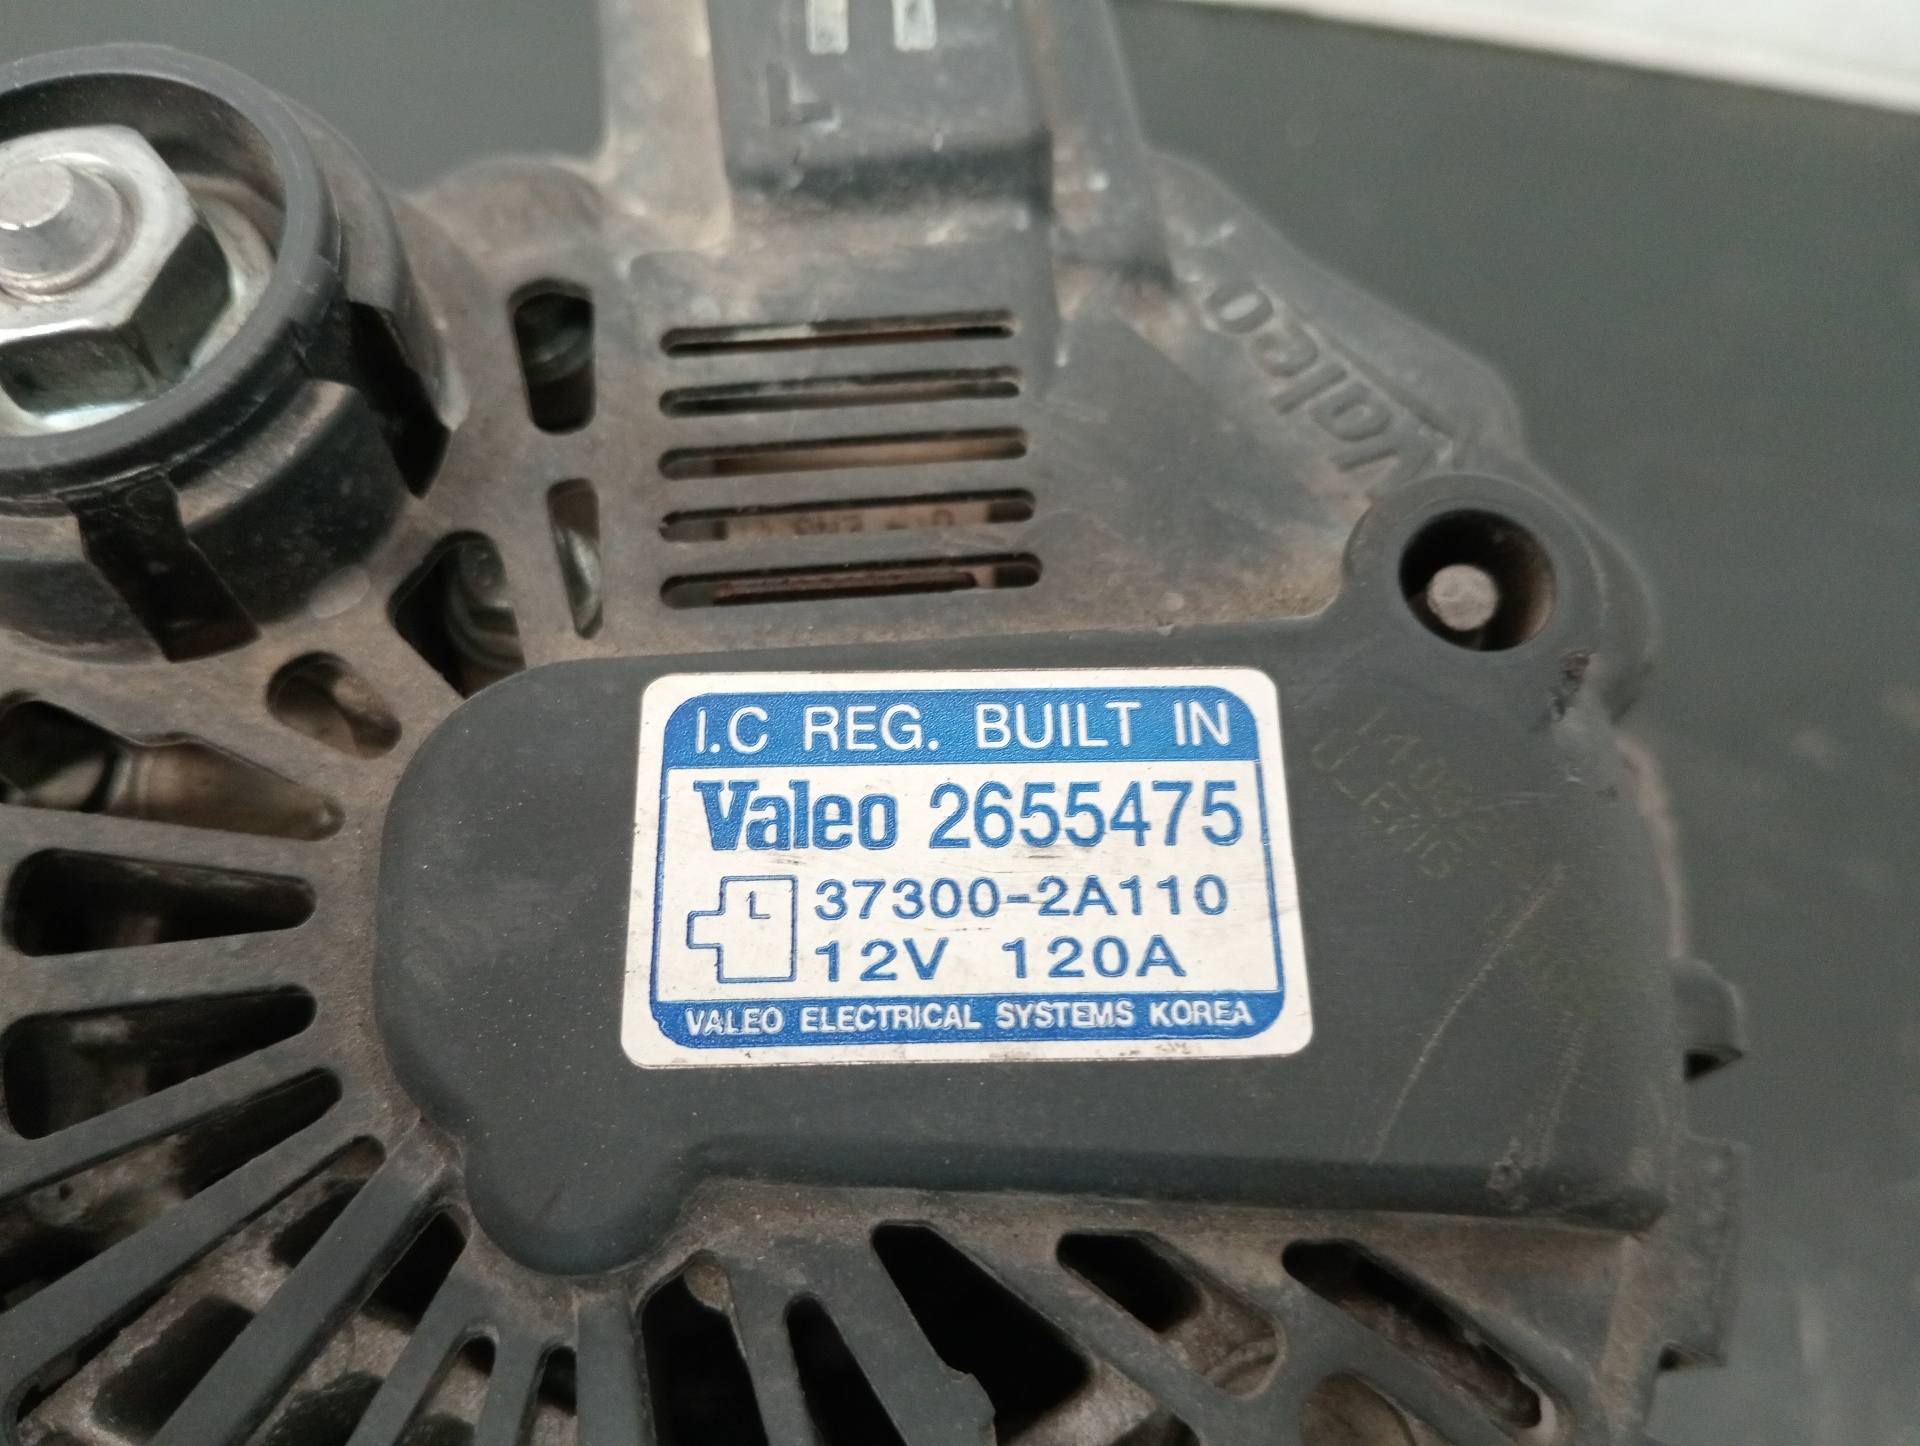 Valeo
I.C REG. BUILT IN
Valeo 2655475
L 37300-2A110
12V 120A
VALEO ELECTRICAL SYSTEMS KOREA